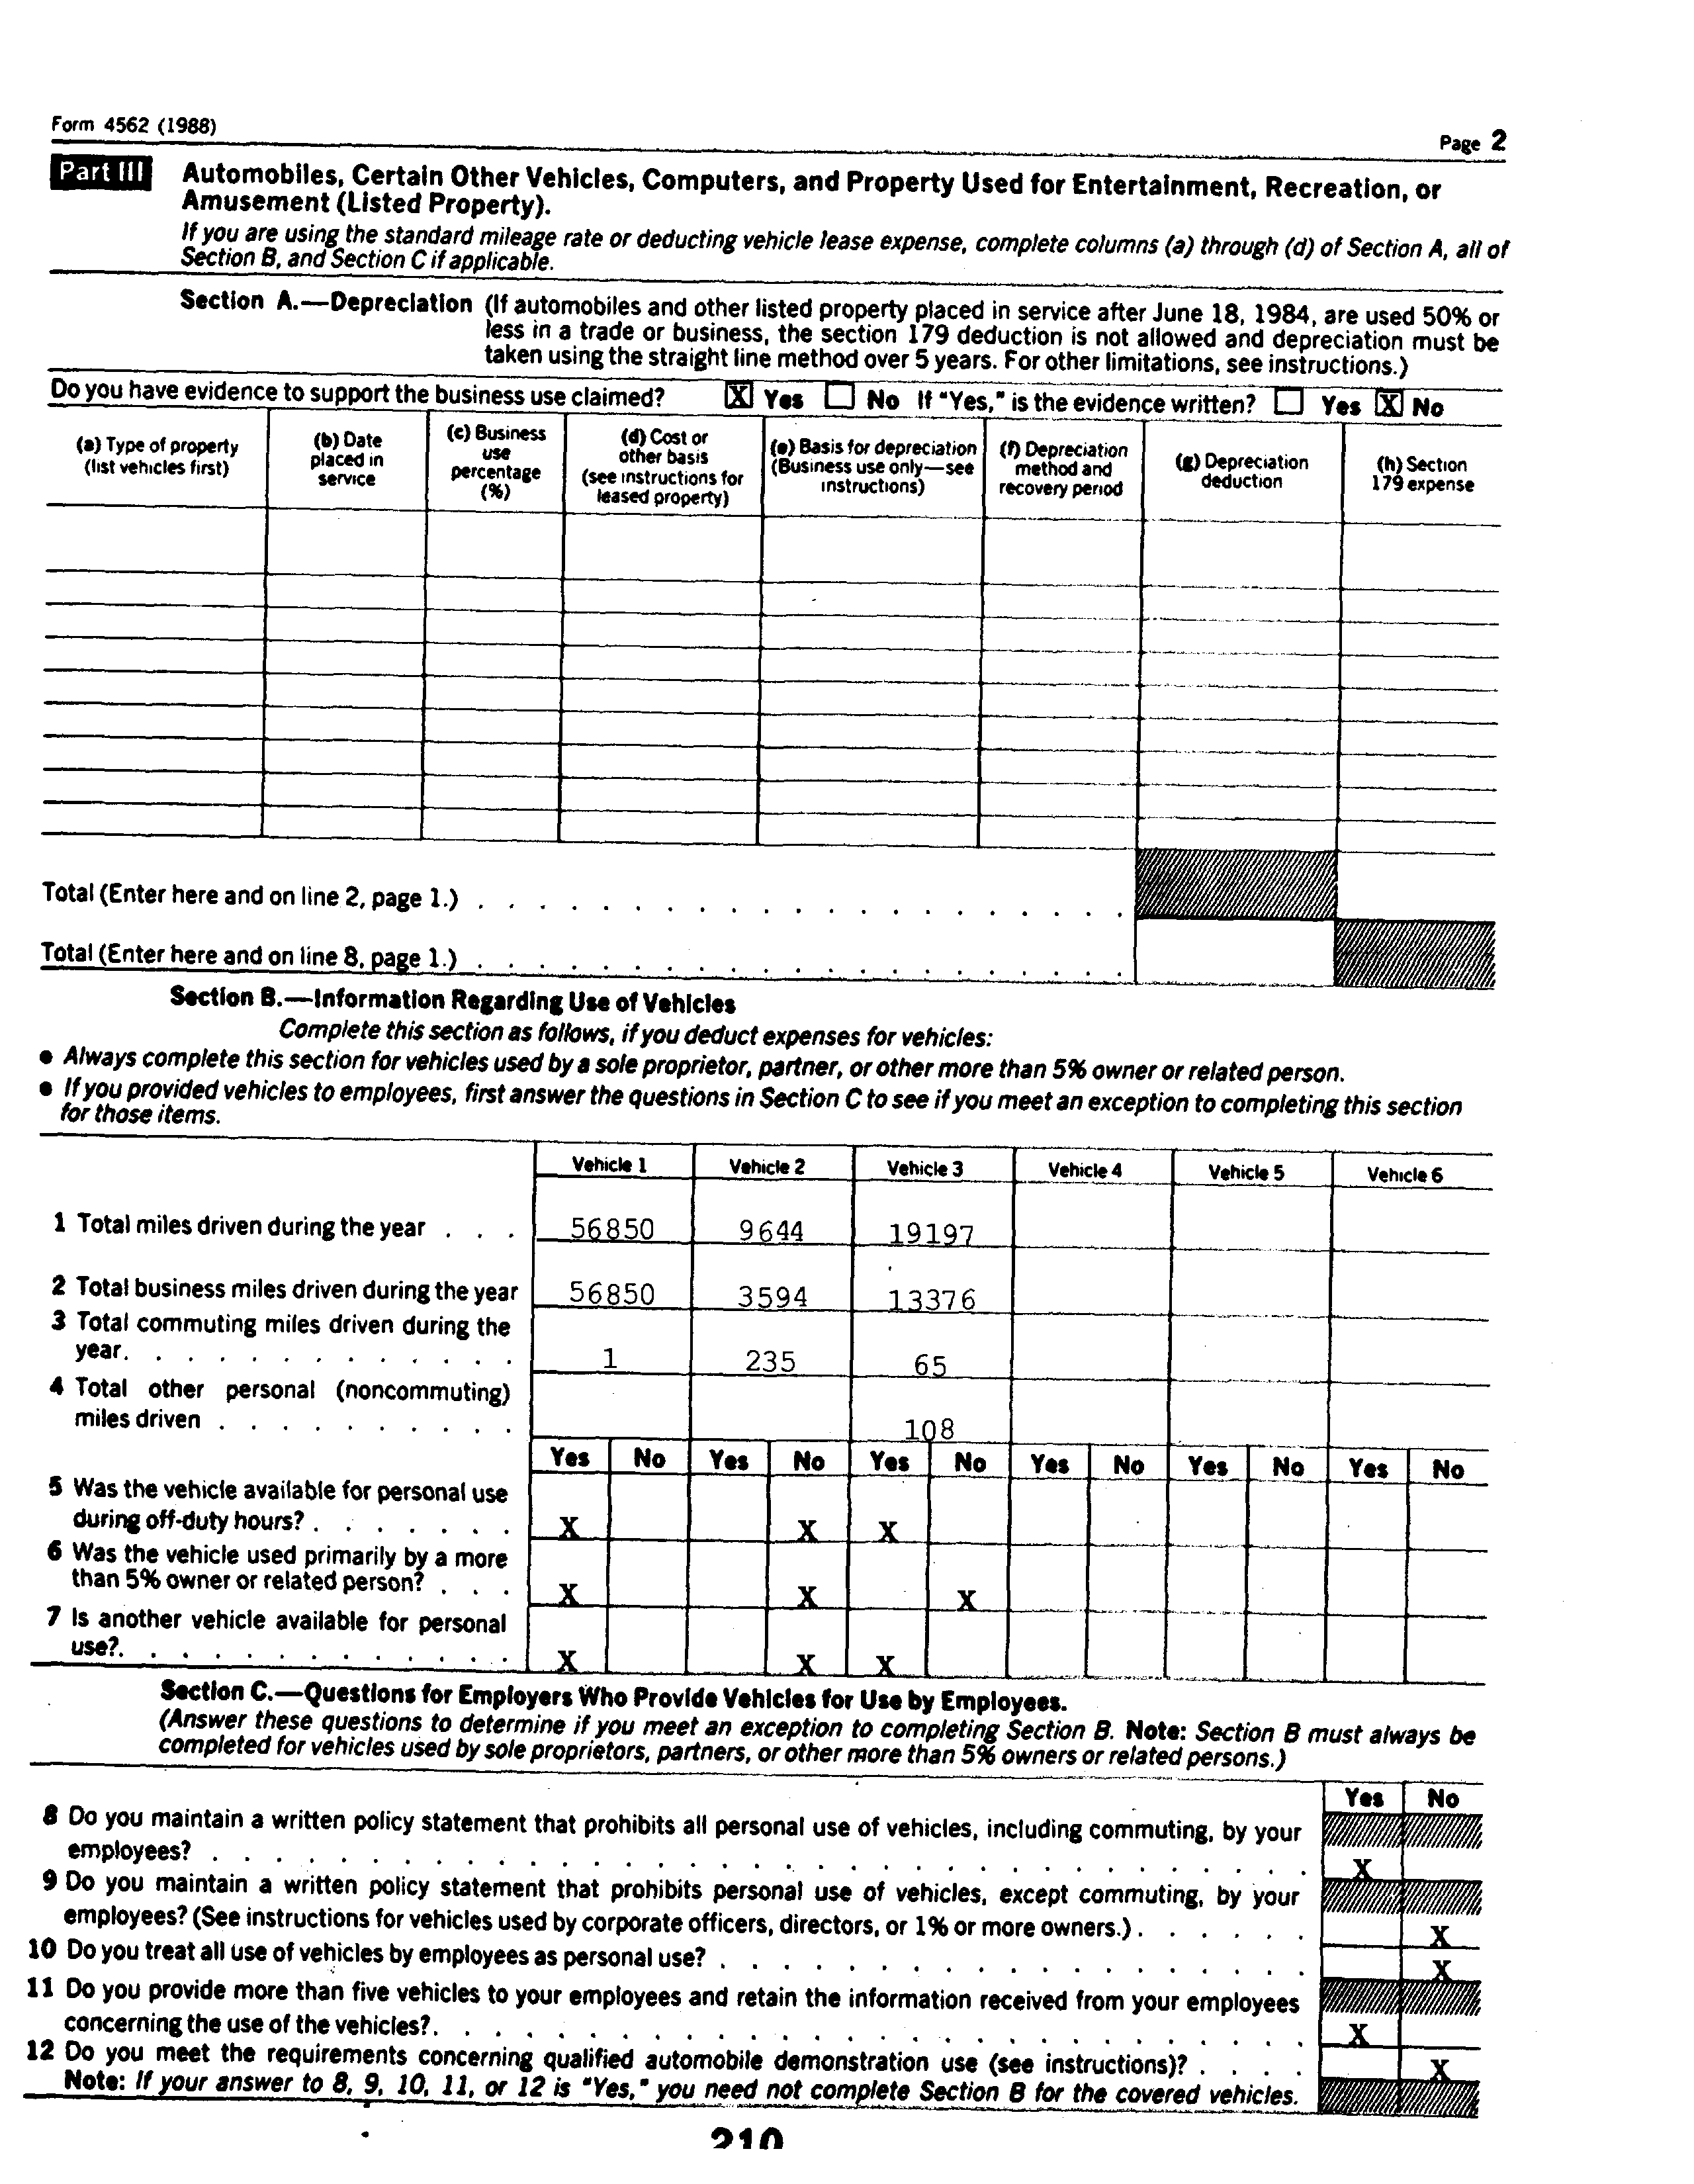 Form 4562 (1988)
Page 2
Part III
Automobiles, Certain Other Vehicles, Computers, and Property Used for Entertainment, Recreation, or
Amusement (Listed Property).
If you are using the standard mileage rate or deducting vehicle lease expense, complete columns (a) through (d) of Section A, all of
Section B, and Section C if applicable.
Section A.—Depreciation (If automobiles and other listed property placed in service after June 18, 1984, are used 50% or
less in a trade or business, the section 179 deduction is not allowed and depreciation must be
taken using the straight line method over 5 years. For other limitations, see instructions.)
Do you have evidence to support the business use claimed? X Yes No If "Yes," is the evidence written? Yes X No
(a) Type of property
(list vehicles first)
(b) Date
placed in
service
(c) Business
use
percentage
(%)
(d) Cost or
other basis
(see instructions for
leased property)
(e) Basis for depreciation
(Business use only—see
instructions)
(f) Depreciation
method and
recovery period
(g) Depreciation
deduction
(h) Section
179 expense
Total (Enter here and on line 2, page 1.) . . . . . . . . . . . . . . . . . . . . .
Total (Enter here and on line 8, page 1.) . . . . . . . . . . . . . . . . . . . . .
Section B.—Information Regarding Use of Vehicles
Complete this section as follows, if you deduct expenses for vehicles:
● Always complete this section for vehicles used by a sole proprietor, partner, or other more than 5% owner or related person.
● If you provided vehicles to employees, first answer the questions in Section C to see if you meet an exception to completing this section
for those items.
Vehicle 1 Vehicle 2 Vehicle 3 Vehicle 4 Vehicle 5 Vehicle 6
1 Total miles driven during the year . . . 56850 9644 19197
2 Total business miles driven during the year 56850 3594 13376
3 Total commuting miles driven during the
year. . . . . . . . . . . . . 1 235 65
4 Total other personal (noncommuting)
miles driven . . . . . . . . . . 108
Yes No Yes No Yes No Yes No Yes No Yes No
5 Was the vehicle available for personal use
during off-duty hours? . . . . . . . X X X
6 Was the vehicle used primarily by a more
than 5% owner or related person? . . . X X X
7 Is another vehicle available for personal
use?. . . . . . . . . . . . . X X X
Section C.—Questions for Employers Who Provide Vehicles for Use by Employees.
(Answer these questions to determine if you meet an exception to completing Section B. Note: Section B must always be
completed for vehicles used by sole proprietors, partners, or other more than 5% owners or related persons.)
Yes No
8 Do you maintain a written policy statement that prohibits all personal use of vehicles, including commuting, by your
employees? . . . . . . . . . . . . . . . . . . . . . . . . . . . . . . . . . . . X
9 Do you maintain a written policy statement that prohibits personal use of vehicles, except commuting, by your
employees? (See instructions for vehicles used by corporate officers, directors, or 1% or more owners.) . . . . . . X
10 Do you treat all use of vehicles by employees as personal use? . . . . . . . . . . . . . . . . . . . X
11 Do you provide more than five vehicles to your employees and retain the information received from your employees
concerning the use of the vehicles?. . . . . . . . . . . . . . . . . . . . . . . . . . . . X
12 Do you meet the requirements concerning qualified automobile demonstration use (see instructions)? . . . . X
Note: If your answer to 8, 9, 10, 11, or 12 is "Yes," you need not complete Section B for the covered vehicles.
210